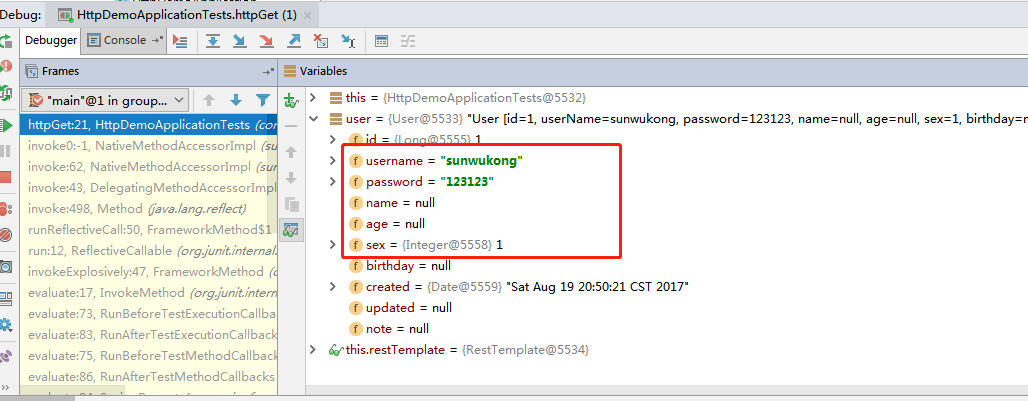 Debug: HttpDemoApplicationTests.httpGet (1)
Debugger Console
Frames
Variables
"main"@1 in group...
httpGet:21, HttpDemoApplicationTests (co
invoke0:-1, NativeMethodAccessorImpl (su
invoke:62, NativeMethodAccessorImpl (sun
invoke:43, DelegatingMethodAccessorImpl
invoke:498, Method (java.lang.reflect)
runReflectiveCall:50, FrameworkMethod$1
run:12, ReflectiveCallable (org.junit.internal.
invokeExplosively:47, FrameworkMethod (o
evaluate:17, InvokeMethod (org.junit.intern
evaluate:73, RunBeforeTestExecutionCallbac
evaluate:83, RunAfterTestExecutionCallback
evaluate:75, RunBeforeTestMethodCallback
evaluate:86, RunAfterTestMethodCallbacks
this = {HttpDemoApplicationTests@5532}
user = {User@5533} "User [id=1, userName=sunwukong, password=123123, name=null, age=null, sex=1, birthday=n
id = {Long@5555} 1
username = "sunwukong"
password = "123123"
name = null
age = null
sex = {Integer@5558} 1
birthday = null
created = {Date@5559} "Sat Aug 19 20:50:21 CST 2017"
updated = null
note = null
this.restTemplate = {RestTemplate@5534}